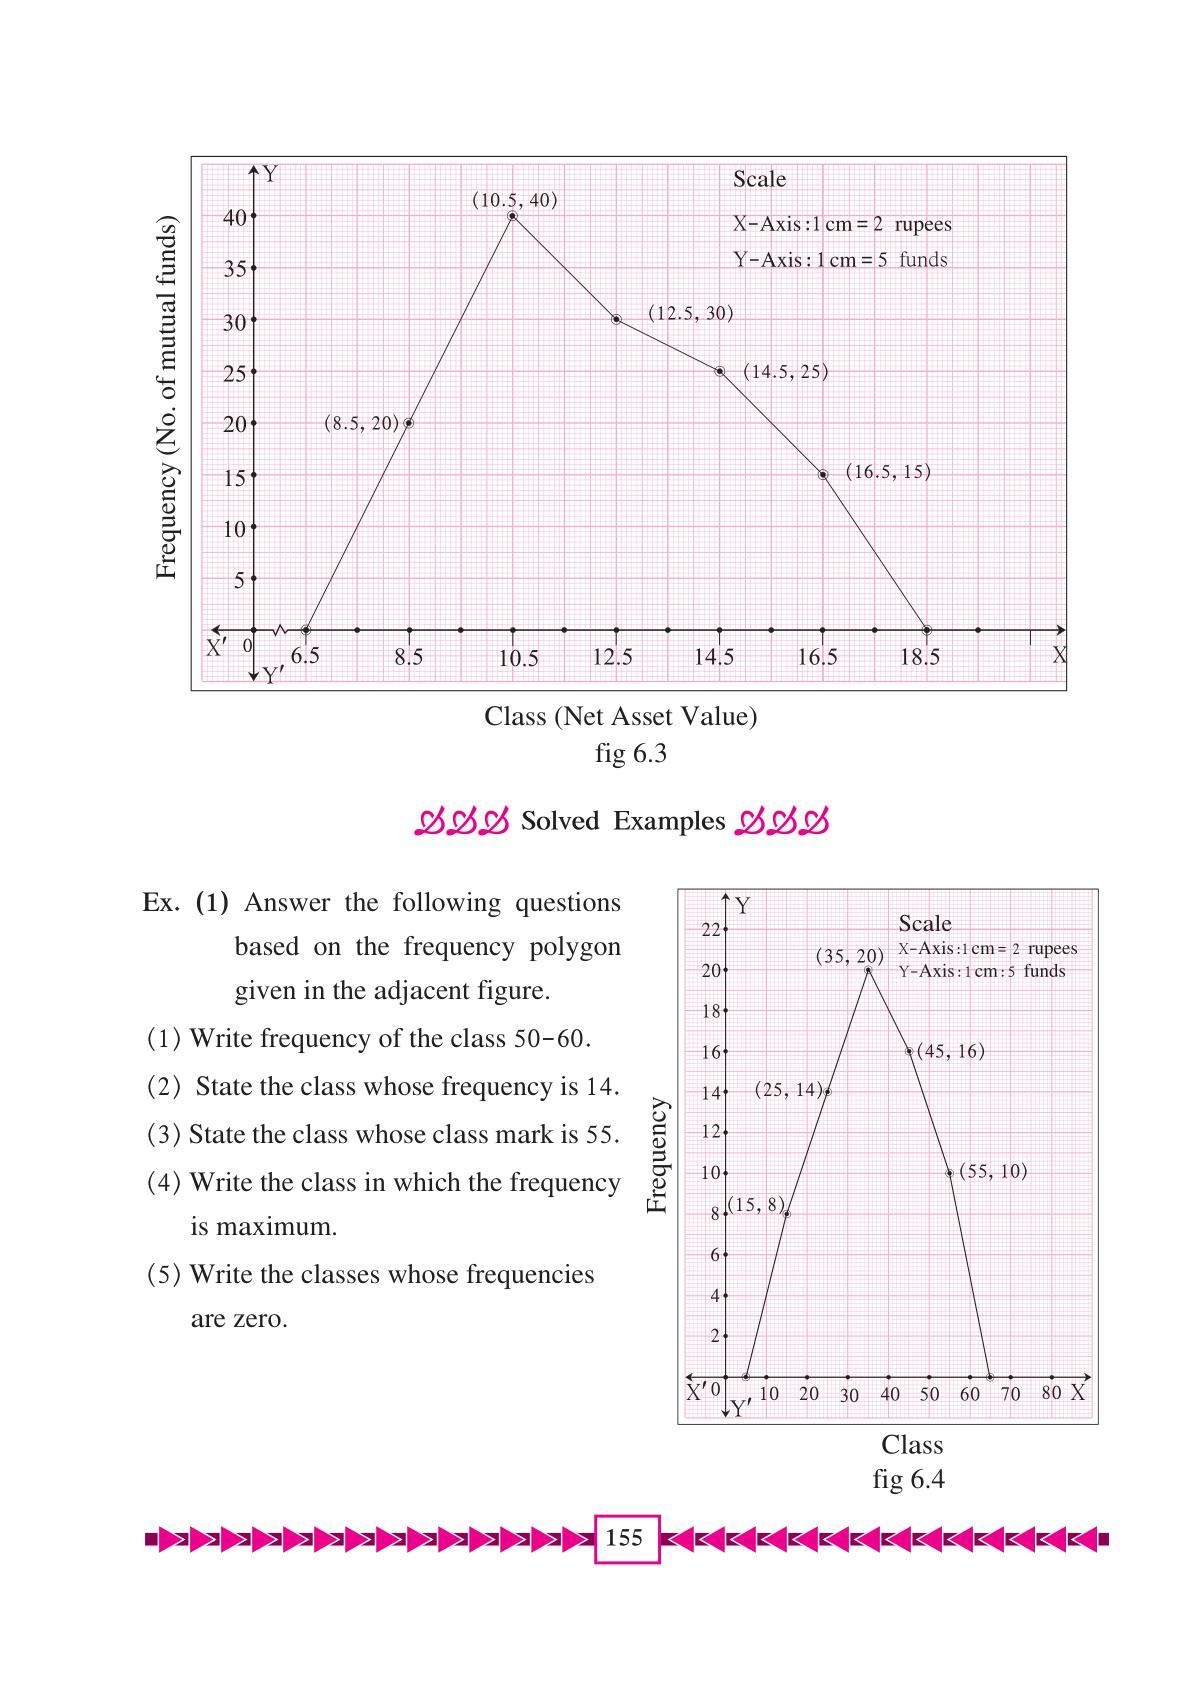 Y
Scale
(10.5, 40)
X-Axis:1 cm = 2 rupees
Y-Axis: 1 cm = 5 funds
40
35
30
25
20
15
10
5
(12.5, 30)
(14.5, 25)
(8.5, 20)
(16.5, 15)
Frequency (No. of mutual funds)
X' 0 6.5 8.5 10.5 12.5 14.5 16.5 18.5 X
Y'
Class (Net Asset Value)
fig 6.3
Solved Examples
Ex. (1) Answer the following questions
based on the frequency polygon
given in the adjacent figure.
(1) Write frequency of the class 50-60.
(2) State the class whose frequency is 14.
(3) State the class whose class mark is 55.
(4) Write the class in which the frequency
is maximum.
(5) Write the classes whose frequencies
are zero.
Y
Scale
X-Axis:1 cm = 2 rupees
Y-Axis:1 cm : 5 funds
22
20
18
16
14
12
10
8
6
4
2
(35, 20)
(45, 16)
(25, 14)
(55, 10)
(15, 8)
Frequency
X' 0 10 20 30 40 50 60 70 80 X
Y'
Class
fig 6.4
155